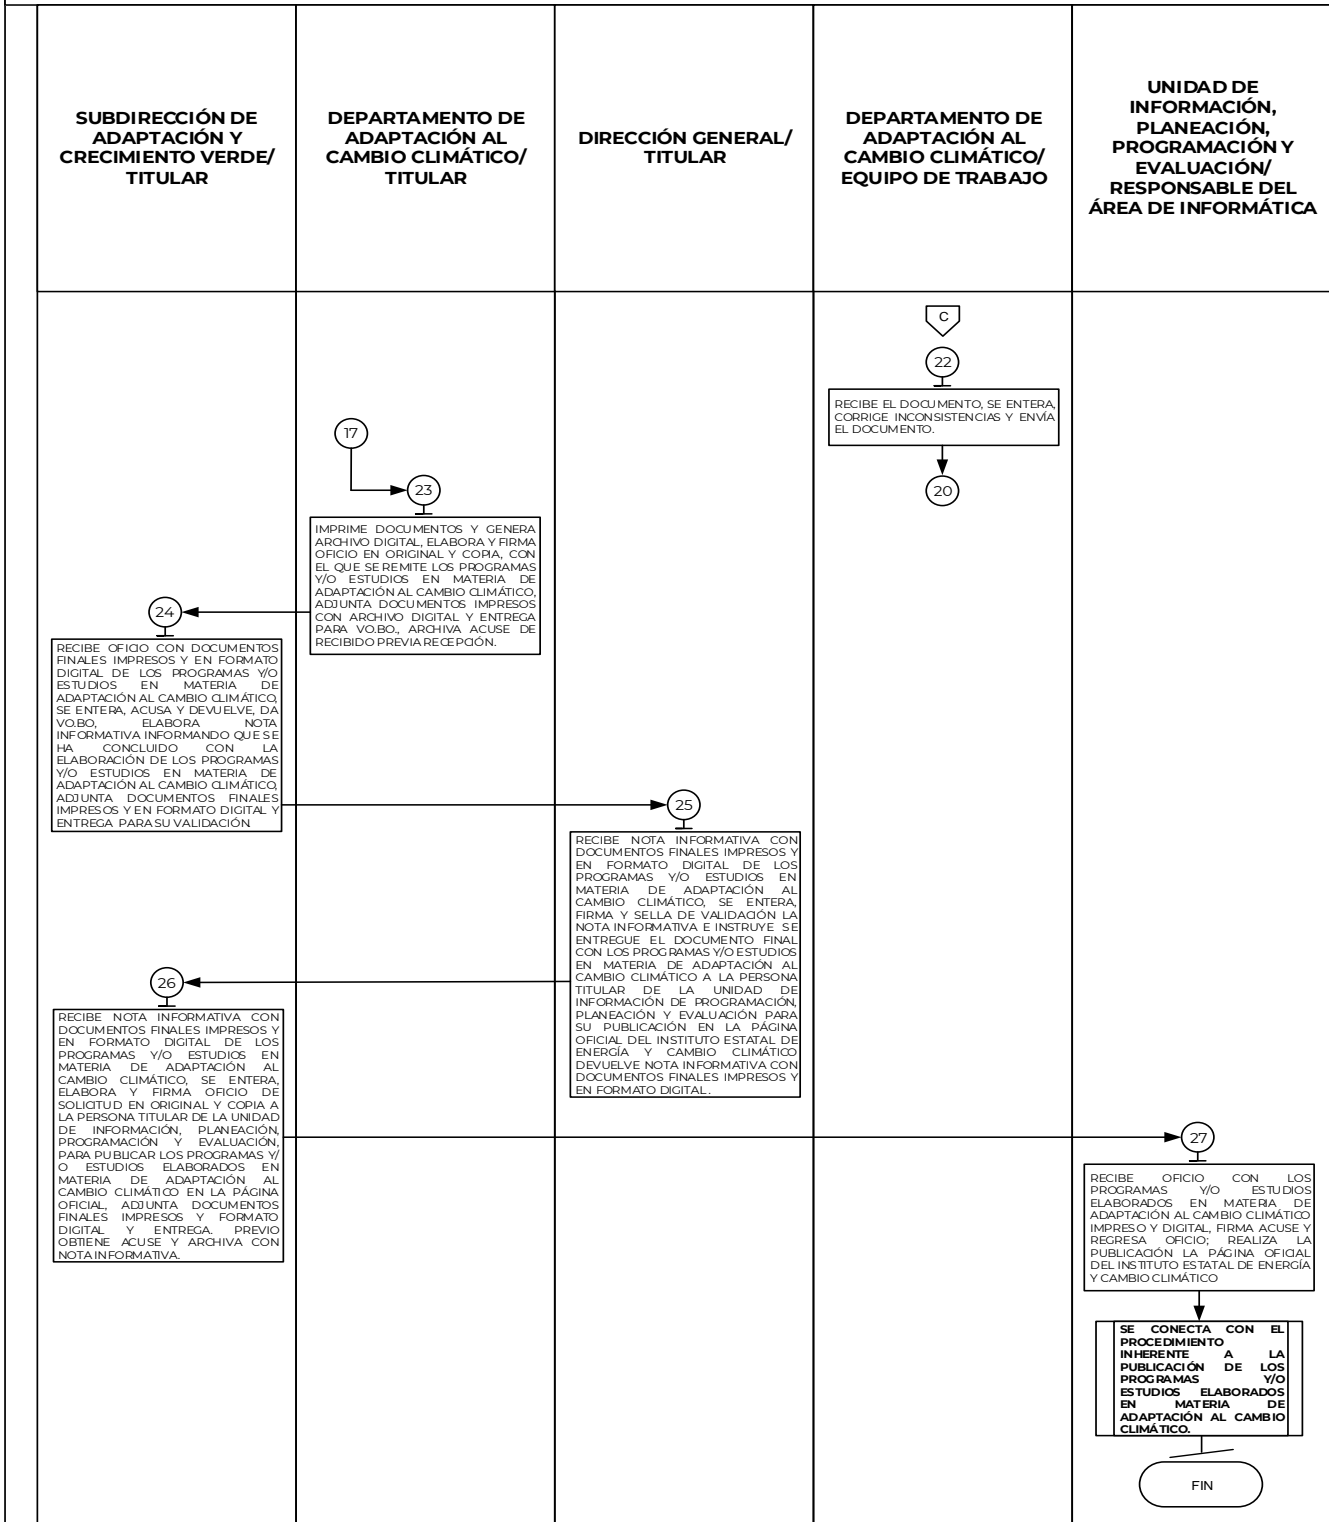 SUBDIRECCIÓN DE
ADAPTACIÓN Y
CRECIMIENTO VERDE/
TITULAR
DEPARTAMENTO DE
ADAPTACIÓN AL
CAMBIO CLIMÁTICO/
TITULAR
DIRECCIÓN GENERAL/
TITULAR
DEPARTAMENTO DE
ADAPTACIÓN AL
CAMBIO CLIMÁTICO/
EQUIPO DE TRABAJO
UNIDAD DE
INFORMACIÓN,
PLANEACIÓN,
PROGRAMACIÓN Y
EVALUACIÓN/
RESPONSABLE DEL
ÁREA DE INFORMÁTICA
C
22
RECIBE EL DOCUMENTO, SE ENTERA,
CORRIGE INCONSISTENCIAS Y ENVÍA
EL DOCUMENTO.
20
17
23
IMPRIME DOCUMENTOS Y GENERA
ARCHIVO DIGITAL, ELABORA Y FIRMA
OFICIO EN ORIGINAL Y COPIA, CON
EL QUE SE REMITE LOS PROGRAMAS
Y/O ESTUDIOS EN MATERIA DE
ADAPTACIÓN AL CAMBIO CLIMÁTICO,
ADJUNTA DOCUMENTOS IMPRESOS
CON ARCHIVO DIGITAL Y ENTREGA
PARA VO.BO., ARCHIVA ACUSE DE
RECIBIDO PREVIA RECEPCIÓN.
24
RECIBE OFICIO CON DOCUMENTOS
FINALES IMPRESOS Y EN FORMATO
DIGITAL DE LOS PROGRAMAS Y/O
ESTUDIOS EN MATERIA DE
ADAPTACIÓN AL CAMBIO CLIMÁTICO,
SE ENTERA, ACUSA Y DEVUELVE, DA
VO.BO, ELABORA NOTA
INFORMATIVA INFORMANDO QUE SE
HA CONCLUIDO CON LA
ELABORACIÓN DE LOS PROGRAMAS
Y/O ESTUDIOS EN MATERIA DE
ADAPTACIÓN AL CAMBIO CLIMÁTICO,
ADJUNTA DOCUMENTOS FINALES
IMPRESOS Y EN FORMATO DIGITAL Y
ENTREGA PARA SU VALIDACIÓN.
25
RECIBE NOTA INFORMATIVA CON
DOCUMENTOS FINALES IMPRESOS Y
EN FORMATO DIGITAL DE LOS
PROGRAMAS Y/O ESTUDIOS EN
MATERIA DE ADAPTACIÓN AL
CAMBIO CLIMÁTICO, SE ENTERA,
FIRMA Y SELLA DE VALIDACIÓN LA
NOTA INFORMATIVA E INSTRUYE SE
ENTREGUE EL DOCUMENTO FINAL
CON LOS PROGRAMAS Y/O ESTUDIOS
EN MATERIA DE ADAPTACIÓN AL
CAMBIO CLIMÁTICO A LA PERSONA
TITULAR DE LA UNIDAD DE
INFORMACIÓN DE PROGRAMACIÓN,
PLANEACIÓN Y EVALUACIÓN PARA
SU PUBLICACIÓN EN LA PÁGINA
OFICIAL DEL INSTITUTO ESTATAL DE
ENERGÍA Y CAMBIO CLIMÁTICO
DEVUELVE NOTA INFORMATIVA CON
DOCUMENTOS FINALES IMPRESOS Y
EN FORMATO DIGITAL.
26
RECIBE NOTA INFORMATIVA CON
DOCUMENTOS FINALES IMPRESOS Y
EN FORMATO DIGITAL DE LOS
PROGRAMAS Y/O ESTUDIOS EN
MATERIA DE ADAPTACIÓN AL
CAMBIO CLIMÁTICO, SE ENTERA,
ELABORA Y FIRMA OFICIO DE
SOLICITUD EN ORIGINAL Y COPIA A
LA PERSONA TITULAR DE LA UNIDAD
DE INFORMACIÓN, PLANEACIÓN,
PROGRAMACIÓN Y EVALUACIÓN,
PARA PUBLICAR LOS PROGRAMAS Y/
O ESTUDIOS ELABORADOS EN
MATERIA DE ADAPTACIÓN AL
CAMBIO CLIMÁTICO EN LA PÁGINA
OFICIAL, ADJUNTA DOCUMENTOS
FINALES IMPRESOS Y FORMATO
DIGITAL Y ENTREGA. PREVIO
OBTIENE ACUSE Y ARCHIVA CON
NOTA INFORMATIVA.
27
RECIBE OFICIO CON LOS
PROGRAMAS Y/O ESTUDIOS
ELABORADOS EN MATERIA DE
ADAPTACIÓN AL CAMBIO CLIMÁTICO
IMPRESO Y DIGITAL, FIRMA ACUSE Y
REGRESA OFICIO; REALIZA LA
PUBLICACIÓN LA PÁGINA OFICIAL
DEL INSTITUTO ESTATAL DE ENERGÍA
Y CAMBIO CLIMÁTICO
SE CONECTA CON EL
PROCEDIMIENTO
INHERENTE A LA
PUBLICACIÓN DE LOS
PROGRAMAS Y/O
ESTUDIOS ELABORADOS
EN MATERIA DE
ADAPTACIÓN AL CAMBIO
CLIMÁTICO.
FIN